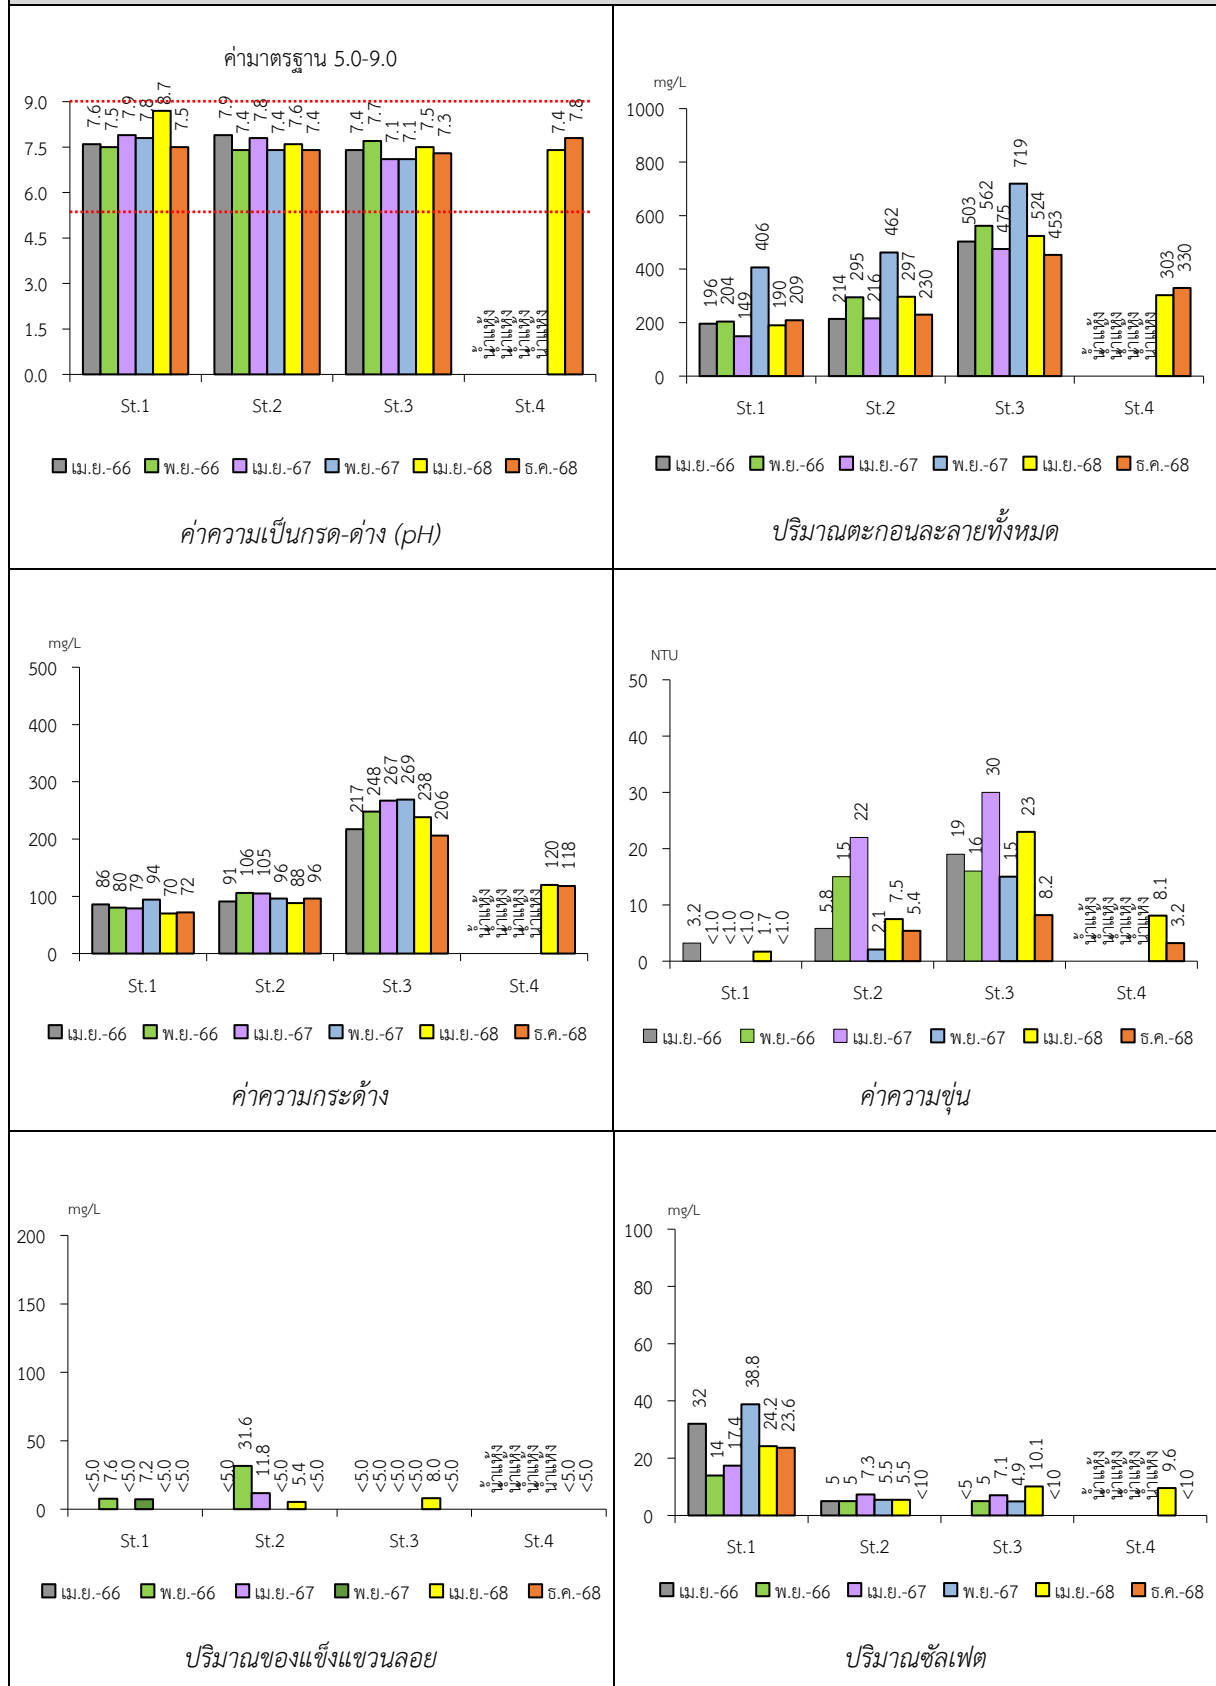 ค่ามาตรฐาน 5.0-9.0
9.0
7.5
6.0
4.5
3.0
1.5
0.0
7.6 7.5 7.9 7.8 8.7 7.5
7.9 7.4 7.8 7.4 7.6 7.4
7.4 7.7 7.1 7.1 7.5 7.3
น้ำแห้ง น้ำแห้ง น้ำแห้ง น้ำแห้ง 7.4 7.8
St.1 St.2 St.3 St.4
เม.ย.-66 พ.ย.-66 เม.ย.-67 พ.ย.-67 เม.ย.-68 ธ.ค.-68
ค่าความเป็นกรด-ด่าง (pH)
mg/L
1000
800
600
400
200
0
196 204 149 406 190 209
214 295 216 462 297 230
503 562 475 719 524 453
น้ำแห้ง น้ำแห้ง น้ำแห้ง น้ำแห้ง 303 330
St.1 St.2 St.3 St.4
เม.ย.-66 พ.ย.-66 เม.ย.-67 พ.ย.-67 เม.ย.-68 ธ.ค.-68
ปริมาณตะกอนละลายทั้งหมด
mg/L
500
400
300
200
100
0
86 80 79 94 70 72
91 106 105 96 88 96
217 248 267 269 238 206
น้ำแห้ง น้ำแห้ง น้ำแห้ง น้ำแห้ง 120 118
St.1 St.2 St.3 St.4
เม.ย.-66 พ.ย.-66 เม.ย.-67 พ.ย.-67 เม.ย.-68 ธ.ค.-68
ค่าความกระด้าง
NTU
50
40
30
20
10
0
3.2 <1.0 <1.0 <1.0 1.7 <1.0
5.8 15 22 2.1 7.5 5.4
19 16 30 15 23 8.2
น้ำแห้ง น้ำแห้ง น้ำแห้ง น้ำแห้ง 8.1 3.2
St.1 St.2 St.3 St.4
เม.ย.-66 พ.ย.-66 เม.ย.-67 พ.ย.-67 เม.ย.-68 ธ.ค.-68
ค่าความขุ่น
mg/L
200
150
100
50
0
<5.0 7.6 <5.0 7.2 <5.0 <5.0
<5.0 31.6 11.8 <5.0 5.4 <5.0
<5.0 <5.0 <5.0 <5.0 8.0 <5.0
น้ำแห้ง น้ำแห้ง น้ำแห้ง น้ำแห้ง <5.0 <5.0
St.1 St.2 St.3 St.4
เม.ย.-66 พ.ย.-66 เม.ย.-67 พ.ย.-67 เม.ย.-68 ธ.ค.-68
ปริมาณของแข็งแขวนลอย
mg/L
100
80
60
40
20
0
32 14 17.4 38.8 24.2 23.6
5 5 7.3 5.5 5.5 <10
<5 5 7.1 4.9 10.1 <10
น้ำแห้ง น้ำแห้ง น้ำแห้ง น้ำแห้ง 9.6 <10
St.1 St.2 St.3 St.4
เม.ย.-66 พ.ย.-66 เม.ย.-67 พ.ย.-67 เม.ย.-68 ธ.ค.-68
ปริมาณซัลเฟต